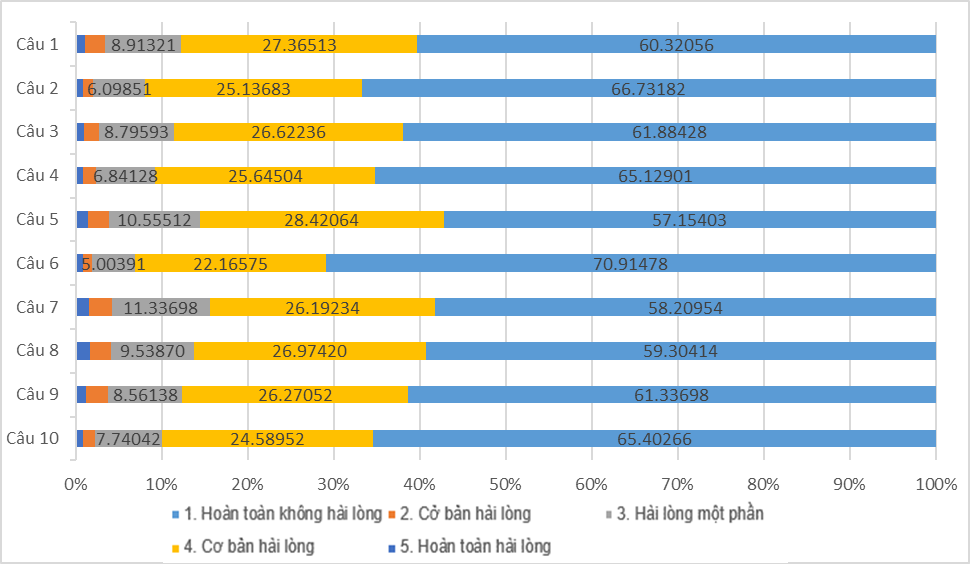 Câu 1 8.91321 27.36513 60.32056
Câu 2 6.09851 25.13683 66.73182
Câu 3 8.79593 26.62236 61.88428
Câu 4 6.84128 25.64504 65.12901
Câu 5 10.55512 28.42064 57.15403
Câu 6 5.00391 22.16575 70.91478
Câu 7 11.33698 26.19234 58.20954
Câu 8 9.53870 26.97420 59.30414
Câu 9 8.56138 26.27052 61.33698
Câu 10 7.74042 24.58952 65.40266
0% 10% 20% 30% 40% 50% 60% 70% 80% 90% 100%
1. Hoàn toàn không hài lòng 2. Cở bản hài lòng 3. Hài lòng một phần
4. Cơ bản hài lòng 5. Hoàn toàn hài lòng